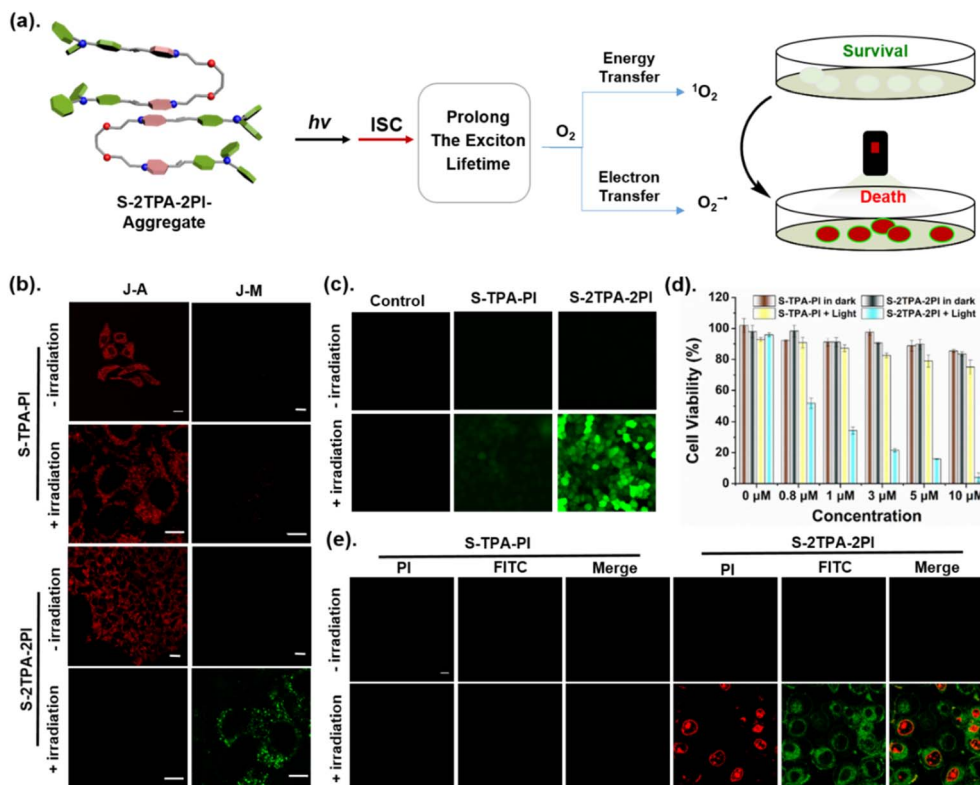 (a).
S-2TPA-2PI-
Aggregate
hv
ISC
Prolong
The Exciton
Lifetime
O₂
Energy
Transfer
¹O₂
Electron
Transfer
O₂⁻•
Survival
Death
(b).
J-A
J-M
S-TPA-PI
- irradiation
+ irradiation
S-2TPA-2PI
-irradiation
+ irradiation
(c).
Control
S-TPA-PI
S-2TPA-2PI
- irradiation
+ irradiation
(d).
S-TPA-PI in dark
S-2TPA-2PI in dark
S-TPA-PI + Light
S-2TPA-2PI + Light
Cell Viability (%)
120
100
80
60
40
20
0
0 μM
0.8 μM
1 μM
3 μM
5 μM
10 μM
Concentration
(e).
S-TPA-PI
S-2TPA-2PI
PI
FITC
Merge
PI
FITC
Merge
- irradiation
+ irradiation